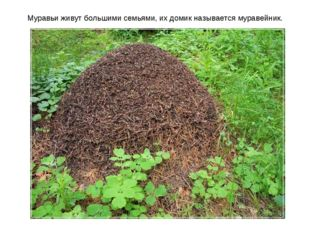 Муравьи живут большими семьями, их домик называется муравейник.